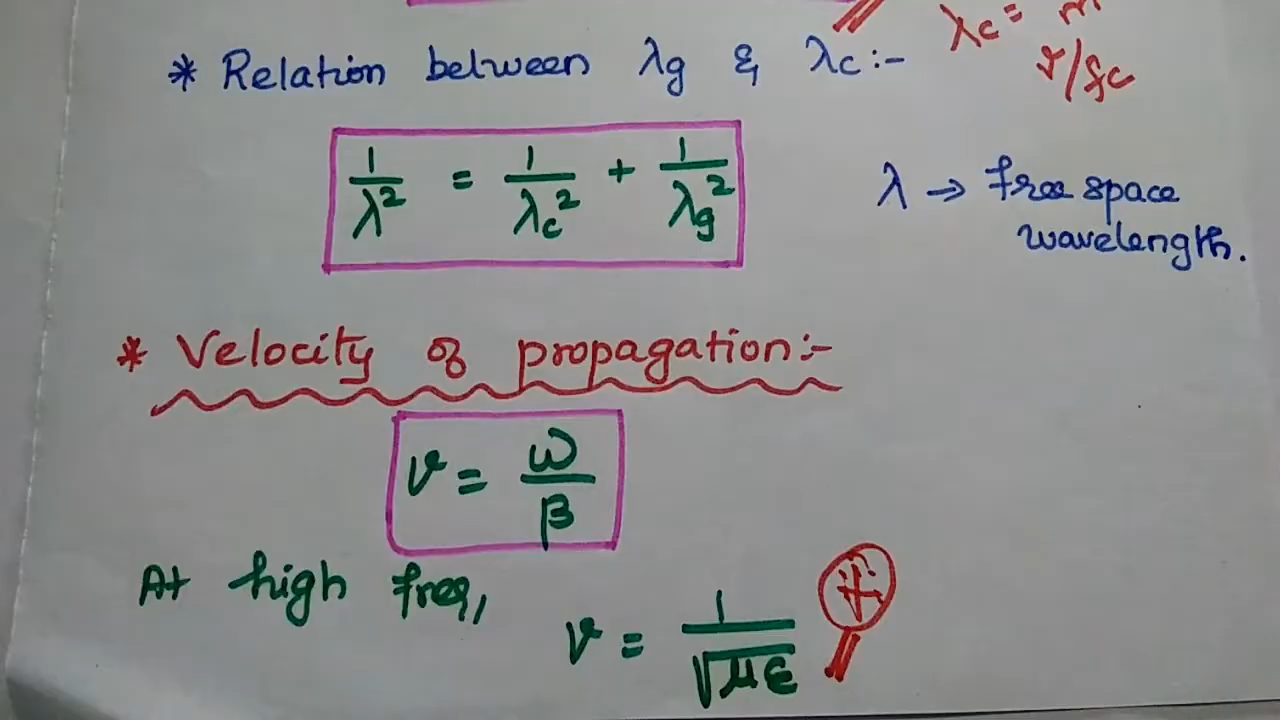 * Relation between λg & λc:-
λc = m
v/fc
1/λ² = 1/λc² + 1/λg²
λ → free space
wavelength.
* Velocity of propagation:-
v = ω/β
At high freq,
v = 1/√με